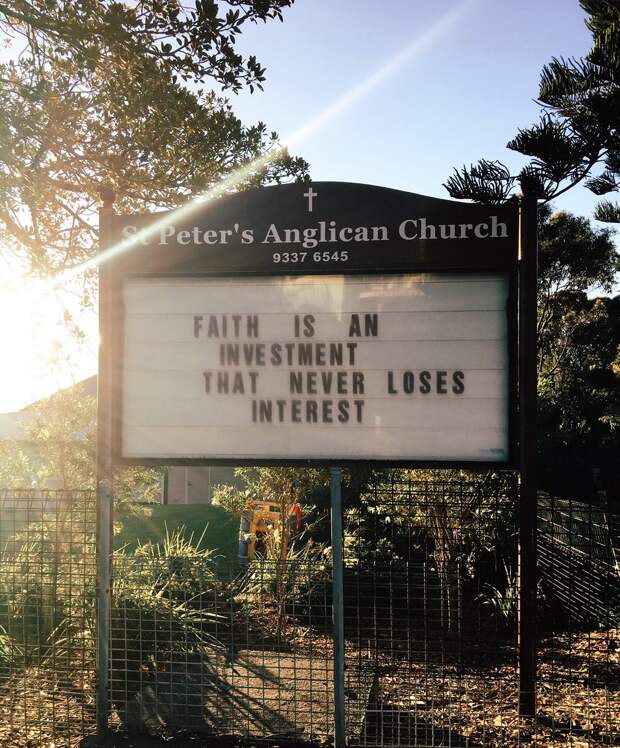 St Peter's Anglican Church
9337 6545
FAITH IS AN
INVESTMENT
THAT NEVER LOSES
INTEREST